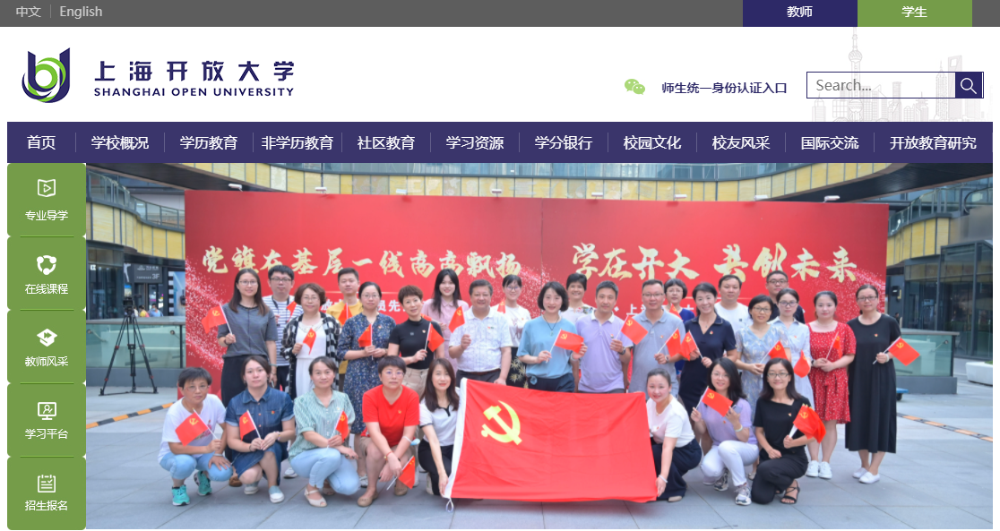 中文 English 教师 学生
上海开放大学
SHANGHAI OPEN UNIVERSITY
师生统一身份认证入口 Search...
首页 学校概况 学历教育 非学历教育 社区教育 学习资源 学分银行 校园文化 校友风采 国际交流 开放教育研究
专业导学
在线课程
教师风采
学习平台
招生报名
党旗在基层一线高高飘扬 学在开大 共创未来